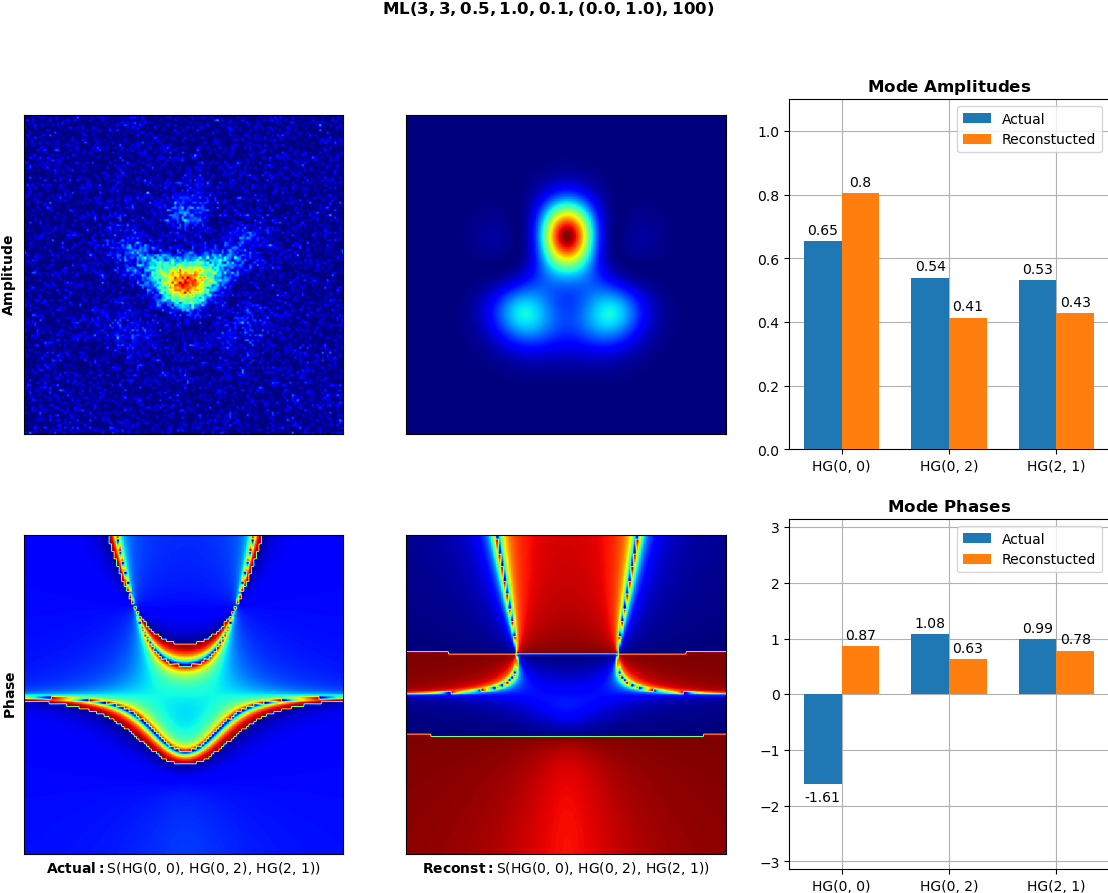 ML(3, 3, 0.5, 1.0, 0.1, (0.0, 1.0), 100)
Amplitude
Mode Amplitudes
Actual
Reconstucted
1.0
0.8
0.6
0.4
0.2
0.0
0.65
0.8
0.54
0.41
0.53
0.43
HG(0, 0)
HG(0, 2)
HG(2, 1)
Phase
Actual: S(HG(0, 0), HG(0, 2), HG(2, 1))
Reconst: S(HG(0, 0), HG(0, 2), HG(2, 1))
Mode Phases
Actual
Reconstucted
3
2
1
0
−1
−2
−3
-1.61
0.87
1.08
0.63
0.99
0.78
HG(0, 0)
HG(0, 2)
HG(2, 1)